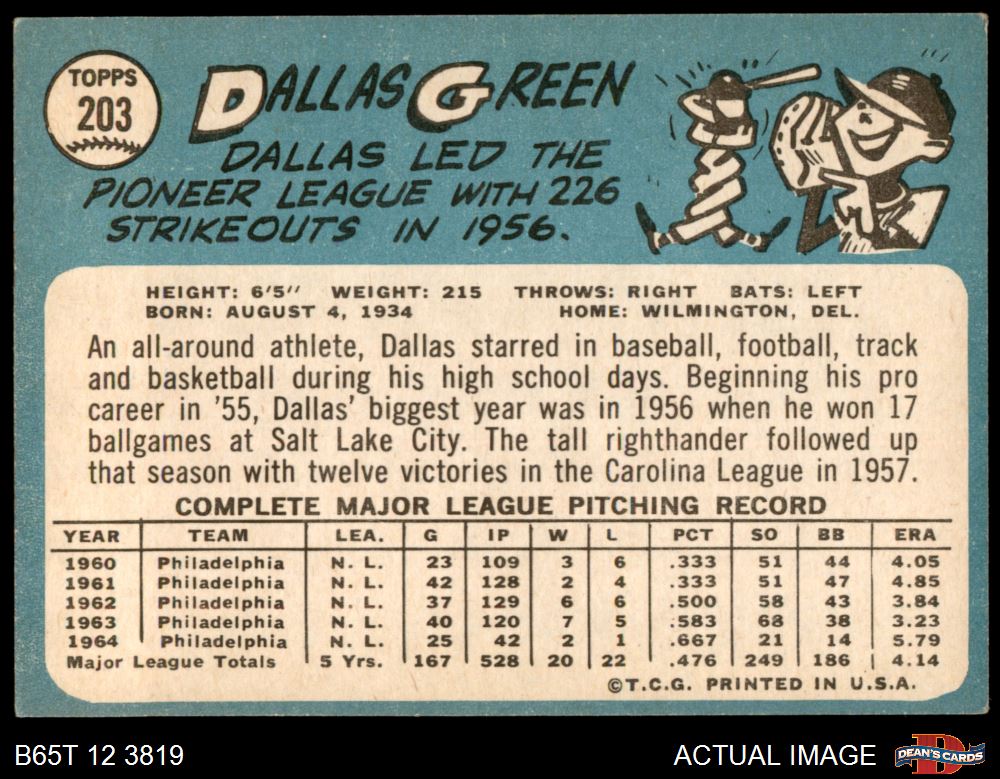 TOPPS
203
DALLAS GREEN
DALLAS LED THE
PIONEER LEAGUE WITH 226
STRIKEOUTS IN 1956.
HEIGHT: 6'5" WEIGHT: 215 THROWS: RIGHT BATS: LEFT
BORN: AUGUST 4, 1934 HOME: WILMINGTON, DEL.
An all-around athlete, Dallas starred in baseball, football, track
and basketball during his high school days. Beginning his pro
career in '55, Dallas' biggest year was in 1956 when he won 17
ballgames at Salt Lake City. The tall righthander followed up
that season with twelve victories in the Carolina League in 1957.
COMPLETE MAJOR LEAGUE PITCHING RECORD
YEAR TEAM LEA. G IP W L PCT SO BB ERA
1960 Philadelphia N. L. 23 109 3 6 .333 51 44 4.05
1961 Philadelphia N. L. 42 128 2 4 .333 51 47 4.85
1962 Philadelphia N. L. 37 129 6 6 .500 58 43 3.84
1963 Philadelphia N. L. 40 120 7 5 .583 68 38 3.23
1964 Philadelphia N. L. 25 42 2 1 .667 21 14 5.79
Major League Totals 5 Yrs. 167 528 20 22 .476 249 186 4.14
©T.C.G. PRINTED IN U.S.A.
B65T 12 3819 ACTUAL IMAGE D DEAN'S CARDS